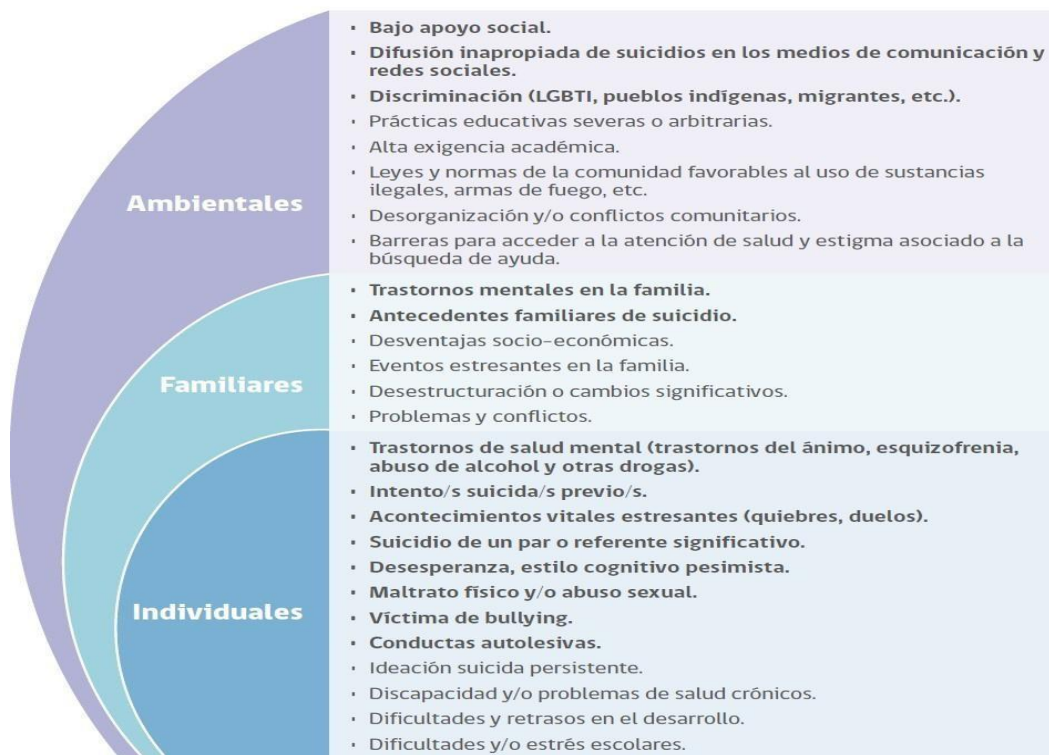 Ambientales
· Bajo apoyo social.
· Difusión inapropiada de suicidios en los medios de comunicación y
redes sociales.
· Discriminación (LGBTI, pueblos indígenas, migrantes, etc.).
· Prácticas educativas severas o arbitrarias.
· Alta exigencia académica.
· Leyes y normas de la comunidad favorables al uso de sustancias
ilegales, armas de fuego, etc.
· Desorganización y/o conflictos comunitarios.
· Barreras para acceder a la atención de salud y estigma asociado a la
búsqueda de ayuda.
Familiares
· Trastornos mentales en la familia.
· Antecedentes familiares de suicidio.
· Desventajas socio-económicas.
· Eventos estresantes en la familia.
· Desestructuración o cambios significativos.
· Problemas y conflictos.
Individuales
· Trastornos de salud mental (trastornos del ánimo, esquizofrenia,
abuso de alcohol y otras drogas).
· Intento/s suicida/s previo/s.
· Acontecimientos vitales estresantes (quiebres, duelos).
· Suicidio de un par o referente significativo.
· Desesperanza, estilo cognitivo pesimista.
· Maltrato físico y/o abuso sexual.
· Víctima de bullying.
· Conductas autolesivas.
· Ideación suicida persistente.
· Discapacidad y/o problemas de salud crónicos.
· Dificultades y retrasos en el desarrollo.
· Dificultades y/o estrés escolares.